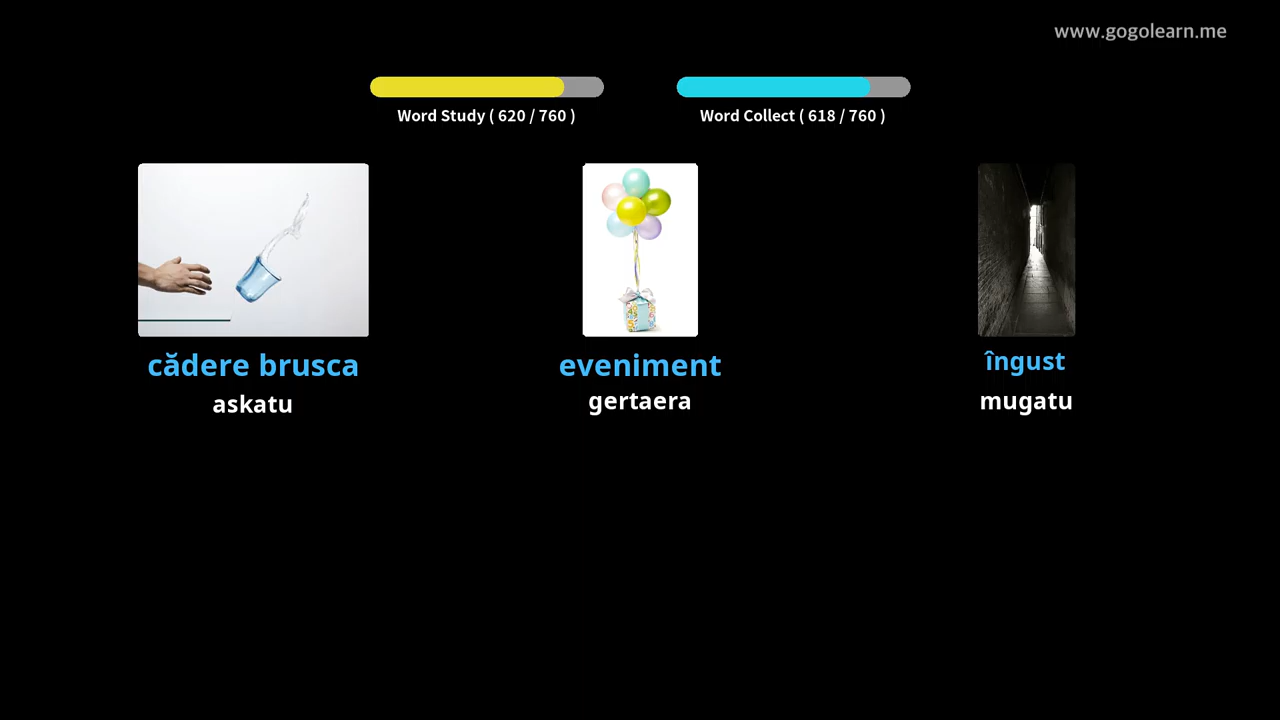 www.gogolearn.me
Word Study ( 620 / 760 )
Word Collect ( 618 / 760 )
cădere brusca
eveniment
îngust
askatu
gertaera
mugatu